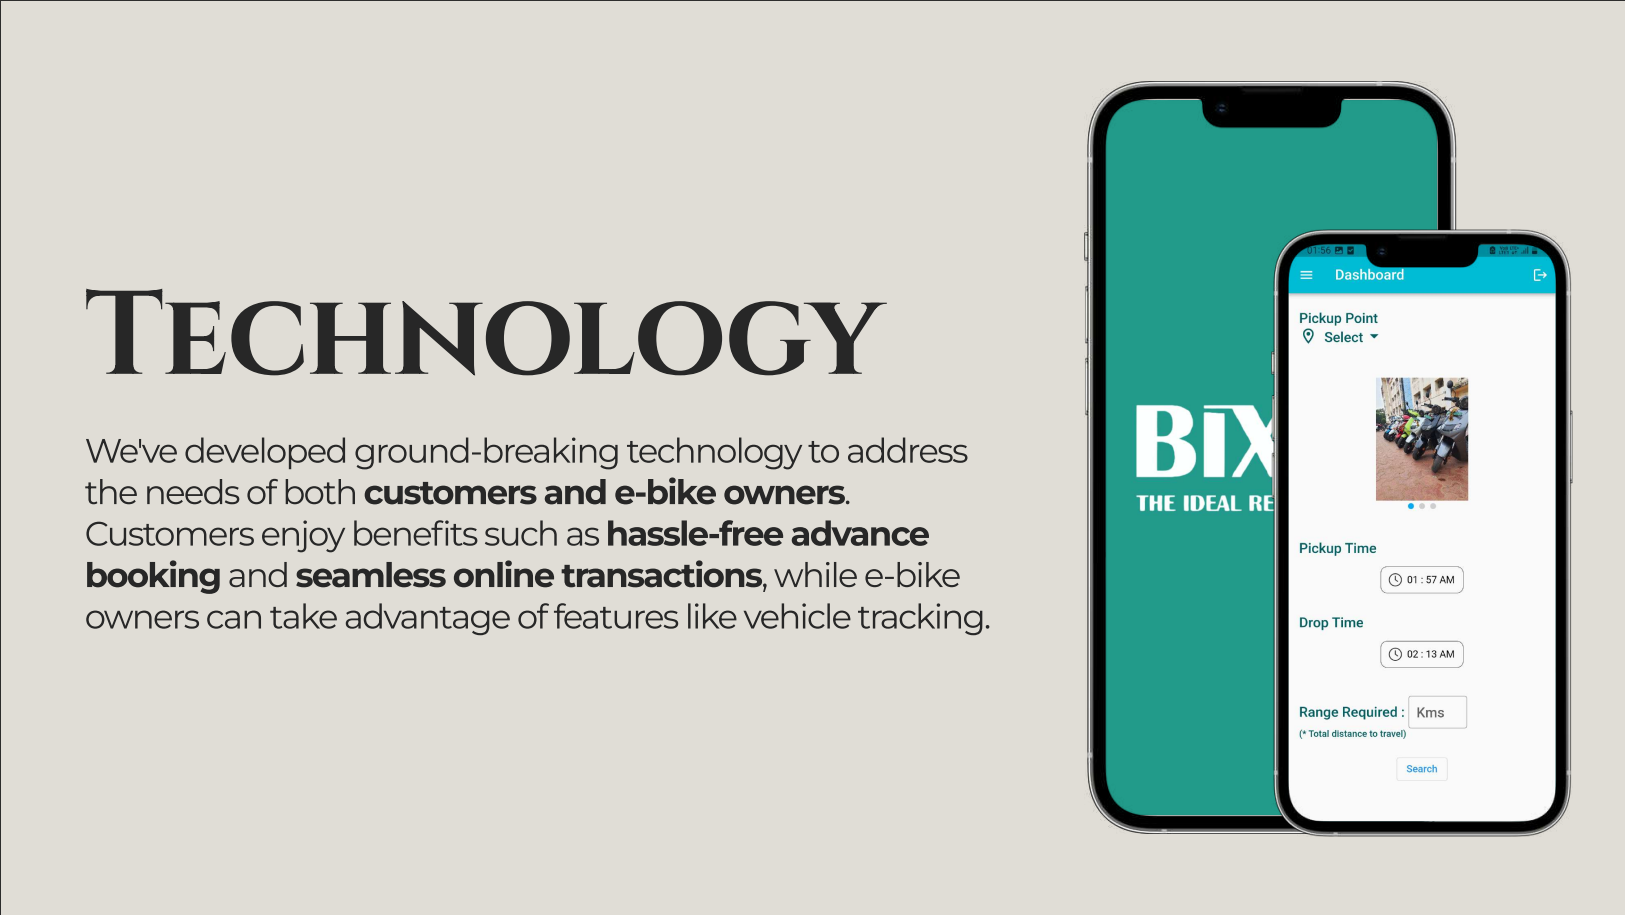 TECHNOLOGY
We've developed ground-breaking technology to address
the needs of both customers and e-bike owners.
Customers enjoy benefits such as hassle-free advance
booking and seamless online transactions, while e-bike
owners can take advantage of features like vehicle tracking.
BiX
THE IDEAL RE
01:56
Dashboard
Pickup Point
Select
Pickup Time
01 : 57 AM
Drop Time
02 : 13 AM
Range Required : Kms
(* Total distance to travel)
Search